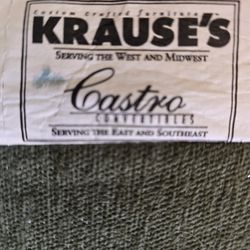 Custom Crafted Furniture
KRAUSE'S
SERVING THE WEST AND MIDWEST
Castro
CONVERTIBLES
SERVING THE EAST AND SOUTHEAST